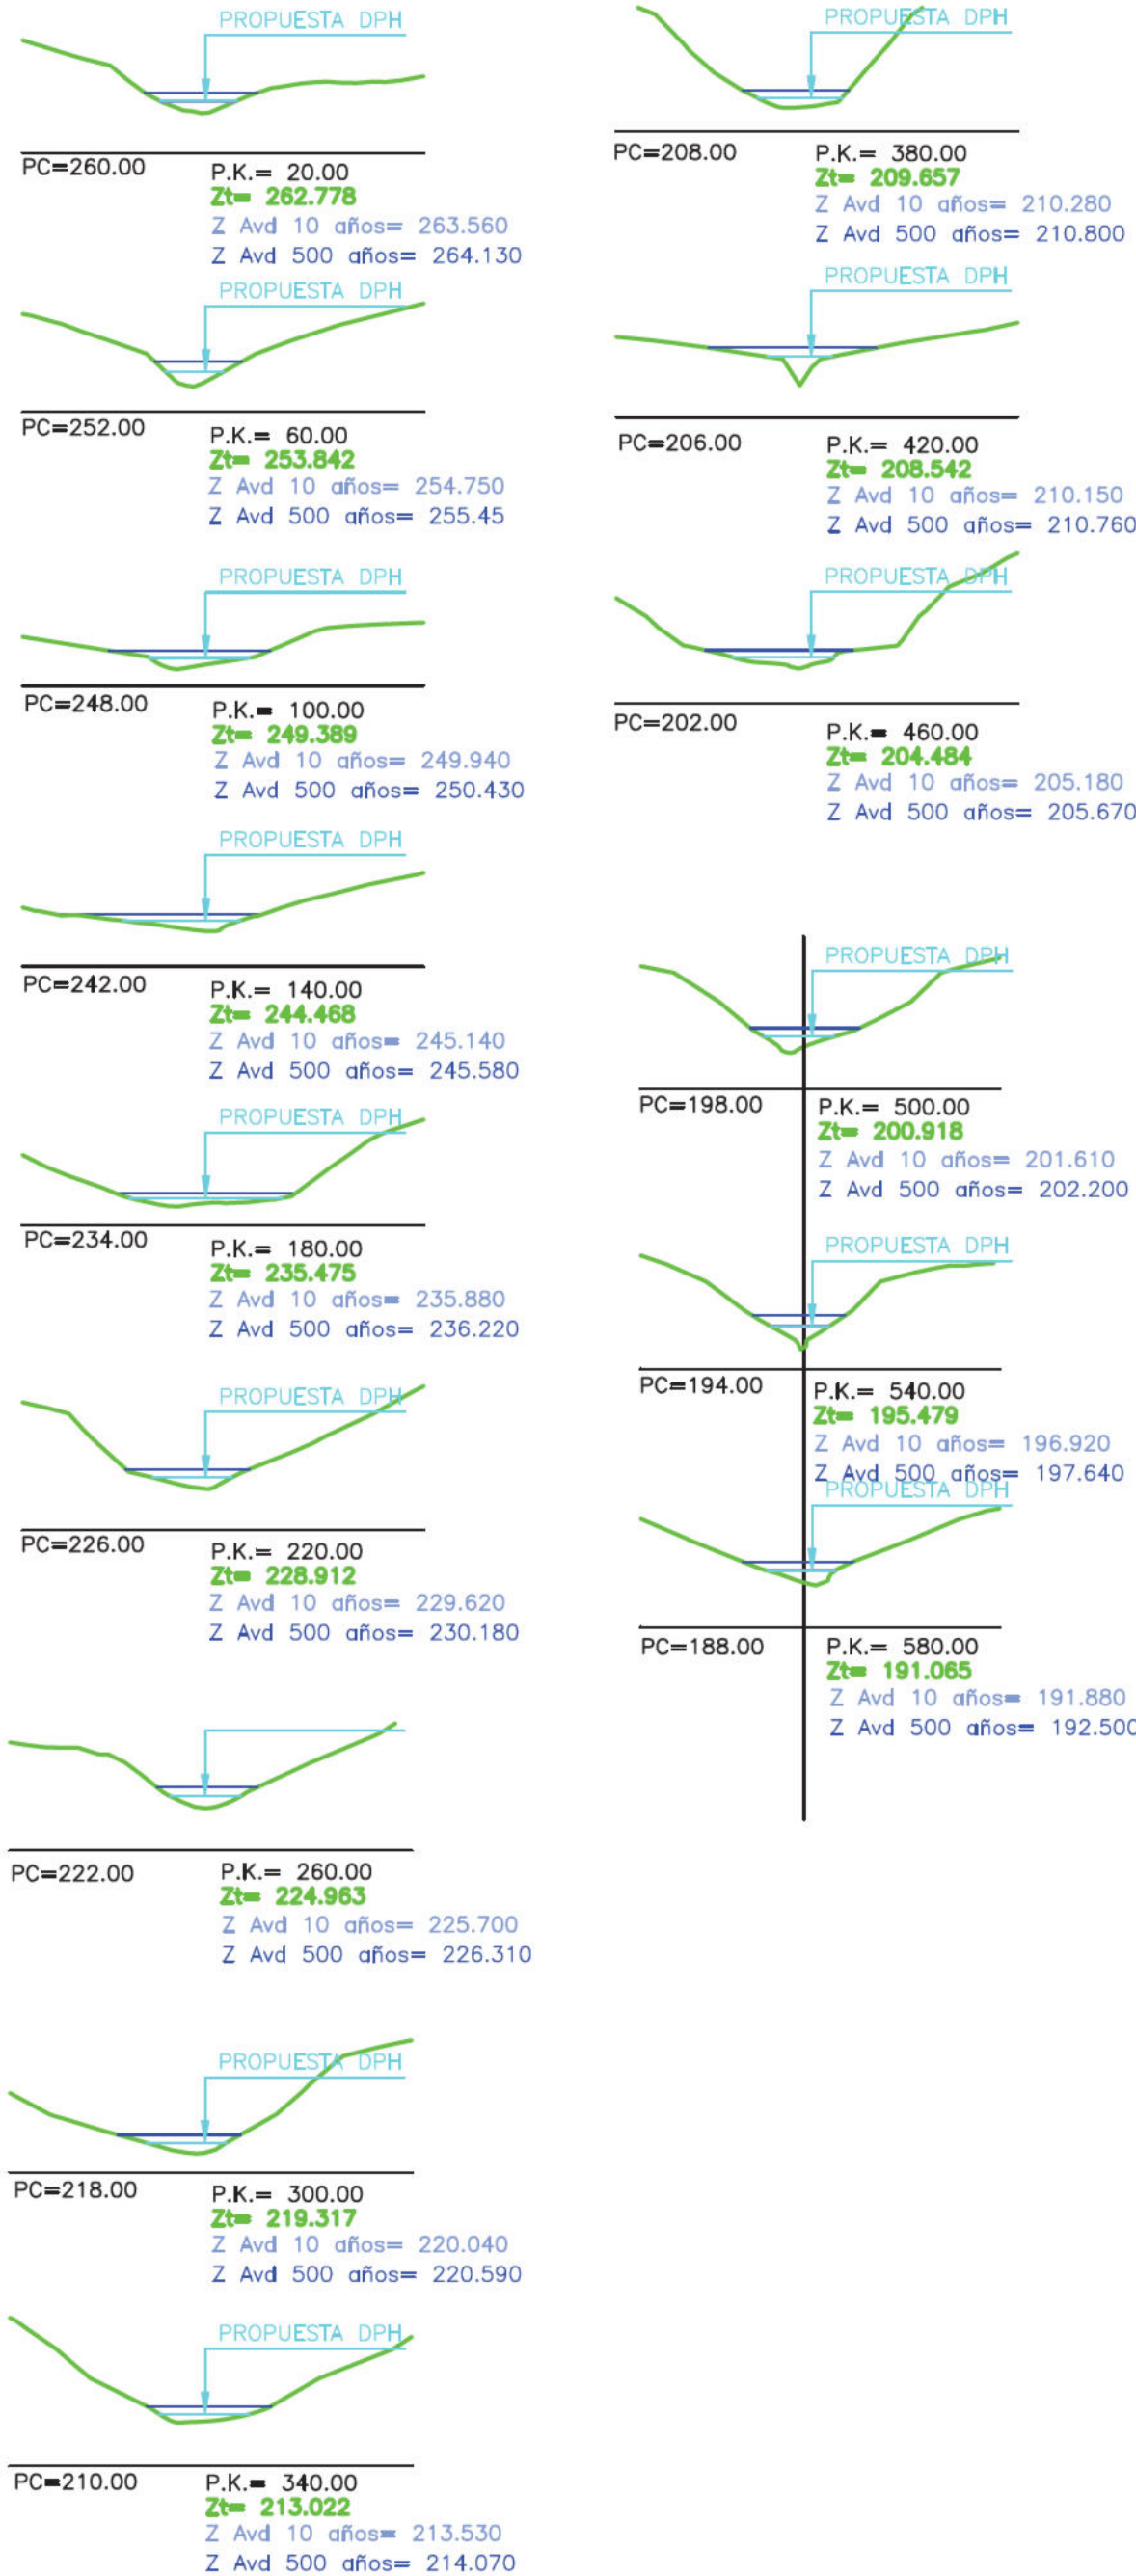 PROPUESTA DPH
PC=260.00
P.K.= 20.00
Zt= 262.778
Z Avd 10 años= 263.560
Z Avd 500 años= 264.130
PROPUESTA DPH
PC=252.00
P.K.= 60.00
Zt= 253.842
Z Avd 10 años= 254.750
Z Avd 500 años= 255.45
PROPUESTA DPH
PC=248.00
P.K.= 100.00
Zt= 249.389
Z Avd 10 años= 249.940
Z Avd 500 años= 250.430
PROPUESTA DPH
PC=242.00
P.K.= 140.00
Zt= 244.468
Z Avd 10 años= 245.140
Z Avd 500 años= 245.580
PROPUESTA DPH
PC=234.00
P.K.= 180.00
Zt= 235.475
Z Avd 10 años= 235.880
Z Avd 500 años= 236.220
PROPUESTA DPH
PC=226.00
P.K.= 220.00
Zt= 228.912
Z Avd 10 años= 229.620
Z Avd 500 años= 230.180
PC=222.00
P.K.= 260.00
Zt= 224.963
Z Avd 10 años= 225.700
Z Avd 500 años= 226.310
PROPUESTA DPH
PC=218.00
P.K.= 300.00
Zt= 219.317
Z Avd 10 años= 220.040
Z Avd 500 años= 220.590
PROPUESTA DPH
PC=210.00
P.K.= 340.00
Zt= 213.022
Z Avd 10 años= 213.530
Z Avd 500 años= 214.070
PROPUESTA DPH
PC=208.00
P.K.= 380.00
Zt= 209.657
Z Avd 10 años= 210.280
Z Avd 500 años= 210.800
PROPUESTA DPH
PC=206.00
P.K.= 420.00
Zt= 208.542
Z Avd 10 años= 210.150
Z Avd 500 años= 210.760
PROPUESTA DPH
PC=202.00
P.K.= 460.00
Zt= 204.484
Z Avd 10 años= 205.180
Z Avd 500 años= 205.670
PROPUESTA DPH
PC=198.00
P.K.= 500.00
Zt= 200.918
Z Avd 10 años= 201.610
Z Avd 500 años= 202.200
PROPUESTA DPH
PC=194.00
P.K.= 540.00
Zt= 195.479
Z Avd 10 años= 196.920
Z Avd 500 años= 197.640
PROPUESTA DPH
PC=188.00
P.K.= 580.00
Zt= 191.065
Z Avd 10 años= 191.880
Z Avd 500 años= 192.500